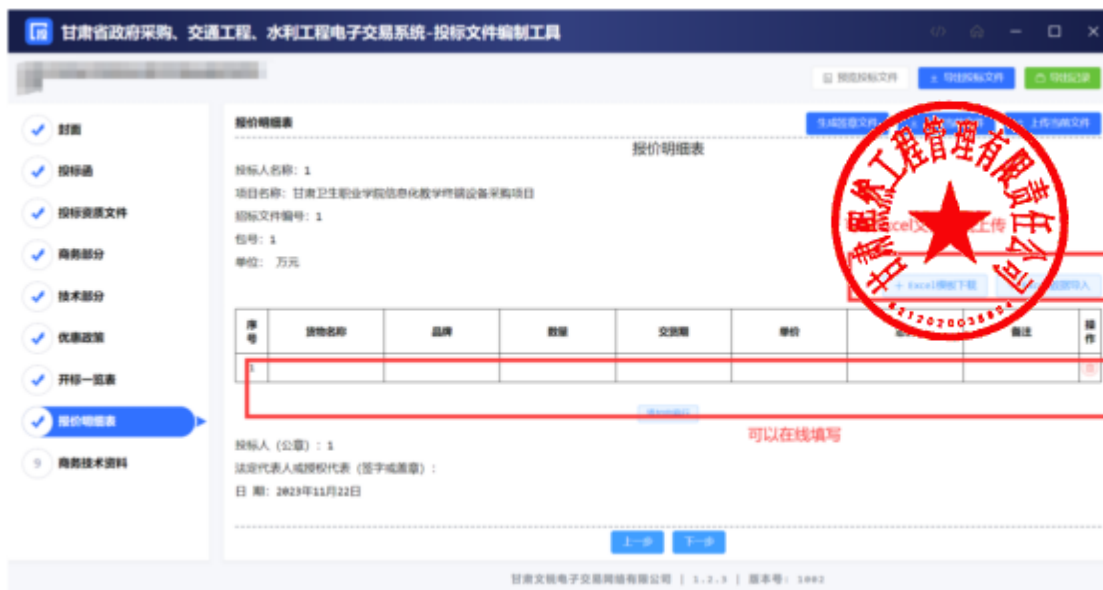 甘肃省政府采购、交通工程、水利工程电子交易系统-投标文件编制工具
预览投标文件 导出投标文件 导出记录
封面
投标函
投标资质文件
商务部分
技术部分
优惠政策
开标一览表
报价明细表
9 商务技术资料
报价明细表
生成签章文件 上传当前文件
报价明细表
投标人名称: 1
项目名称: 甘肃卫生职业学院信息化教学终端设备采购项目
招标文件编号: 1
包号: 1
单位: 万元
上传
+ Excel模板下载 导入
序号 货物名称 品牌 数量 交货期 单价 备注 操作
1
可以在线填写
投标人 (公章) : 1
法定代表人或授权代表 (签字或盖章) :
日 期: 2023年11月22日
上一步 下一步
甘肃文锐电子交易网络有限公司 | 1.2.3 | 版本号: 1002
工程管理有限责任公司